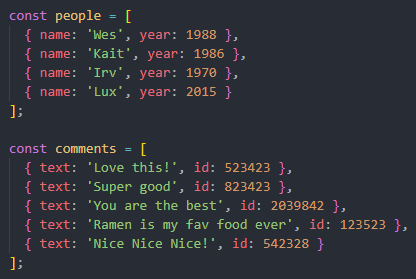 const people = [
  { name: 'Wes', year: 1988 },
  { name: 'Kait', year: 1986 },
  { name: 'Irv', year: 1970 },
  { name: 'Lux', year: 2015 }
];

const comments = [
  { text: 'Love this!', id: 523423 },
  { text: 'Super good', id: 823423 },
  { text: 'You are the best', id: 2039842 },
  { text: 'Ramen is my fav food ever', id: 123523 },
  { text: 'Nice Nice Nice!', id: 542328 }
];